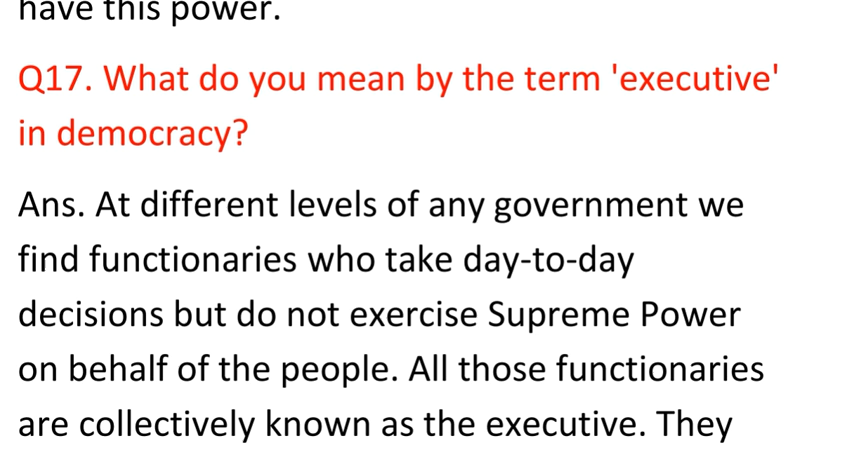 have this power.
Q17. What do you mean by the term 'executive'
in democracy?
Ans. At different levels of any government we
find functionaries who take day-to-day
decisions but do not exercise Supreme Power
on behalf of the people. All those functionaries
are collectively known as the executive. They